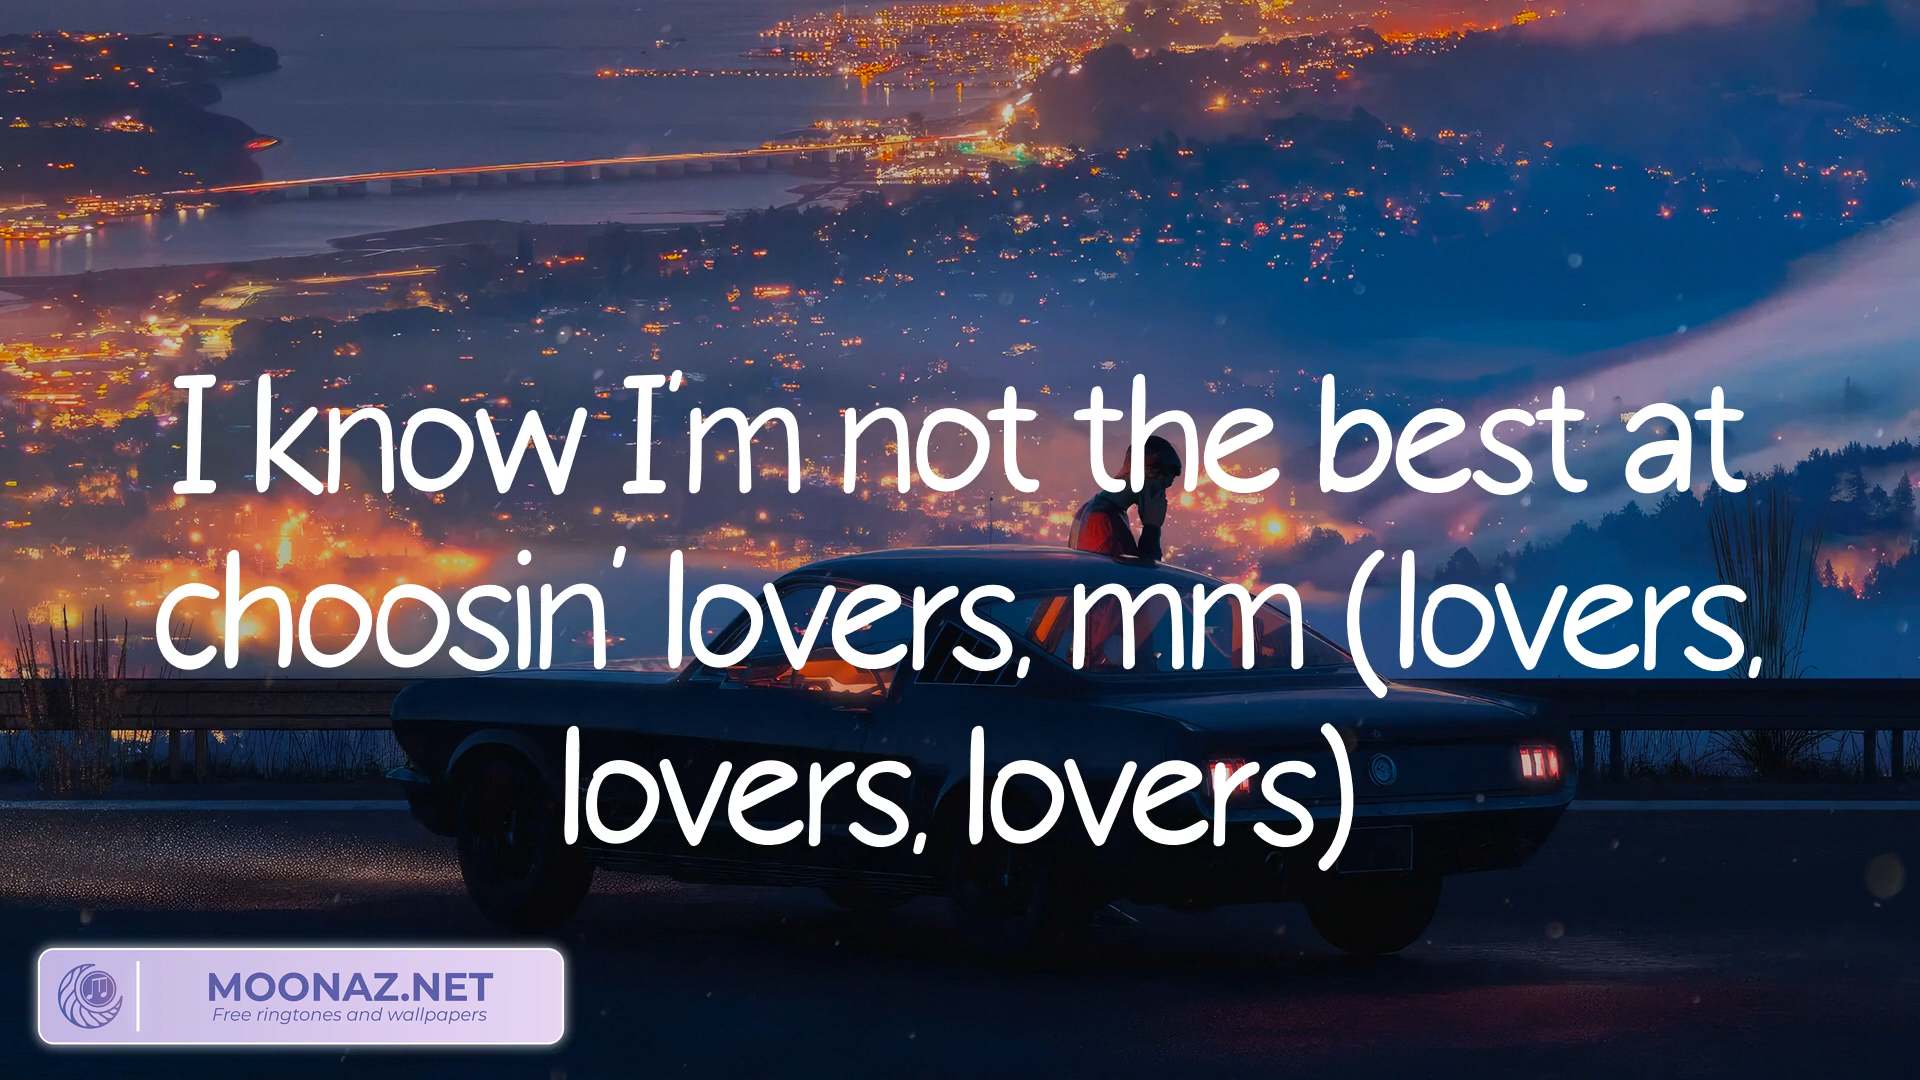 I know I'm not the best at
choosin' lovers, mm (lovers,
lovers, lovers)
MOONAZ.NET
Free ringtones and wallpapers